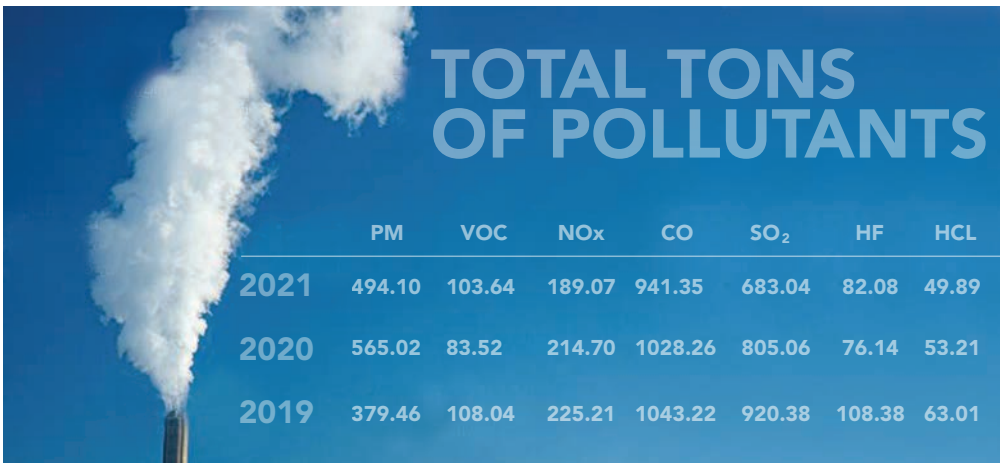 TOTAL TONS
OF POLLUTANTS
PM VOC NOx CO SO₂ HF HCL
2021 494.10 103.64 189.07 941.35 683.04 82.08 49.89
2020 565.02 83.52 214.70 1028.26 805.06 76.14 53.21
2019 379.46 108.04 225.21 1043.22 920.38 108.38 63.01